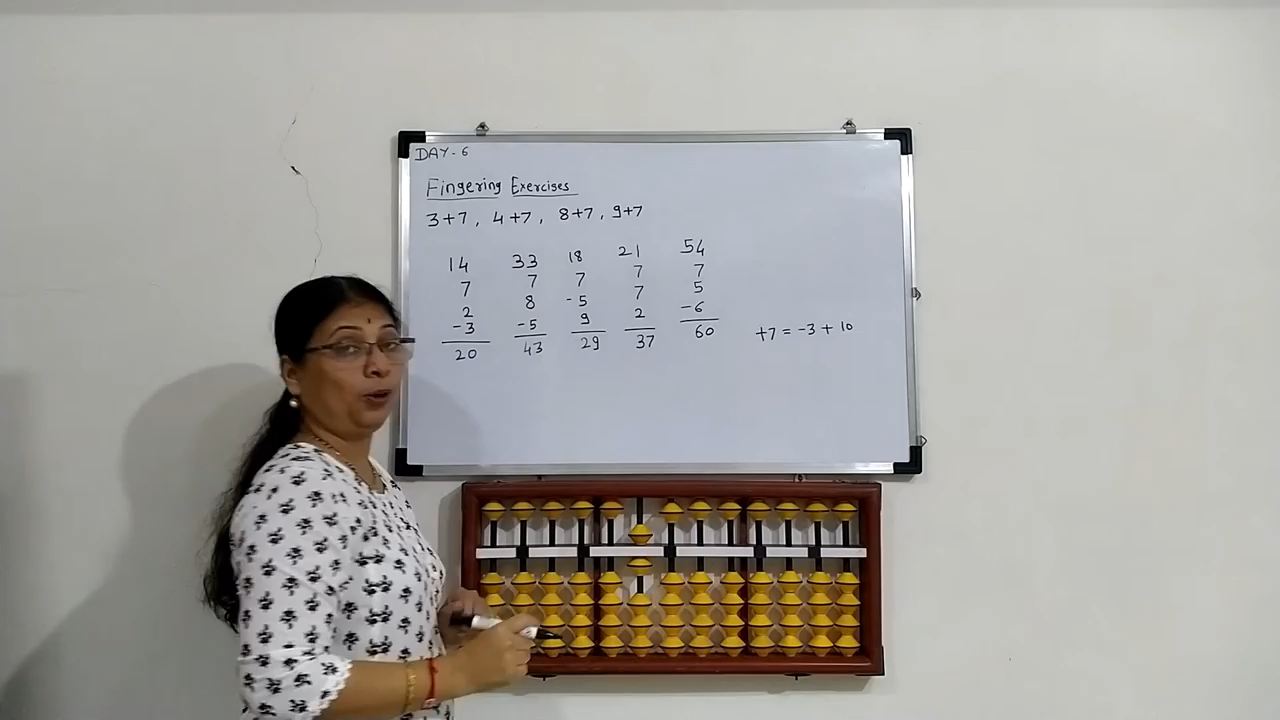 DAY-6
Fingering Exercises
3+7, 4+7, 8+7, 9+7
14 33 18 21 54
7 7 7 7 7
2 8 -5 7 5
-3 -5 9 2 -6
20 43 29 37 60
+7 = -3 + 10